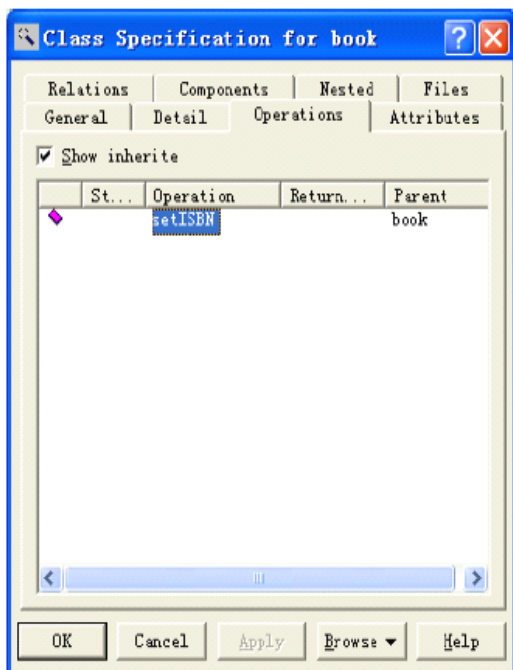 Class Specification for book
Relations Components Nested Files
General Detail Operations Attributes
Show inherite
St... Operation Return... Parent
setISBN book
OK Cancel Apply Browse Help